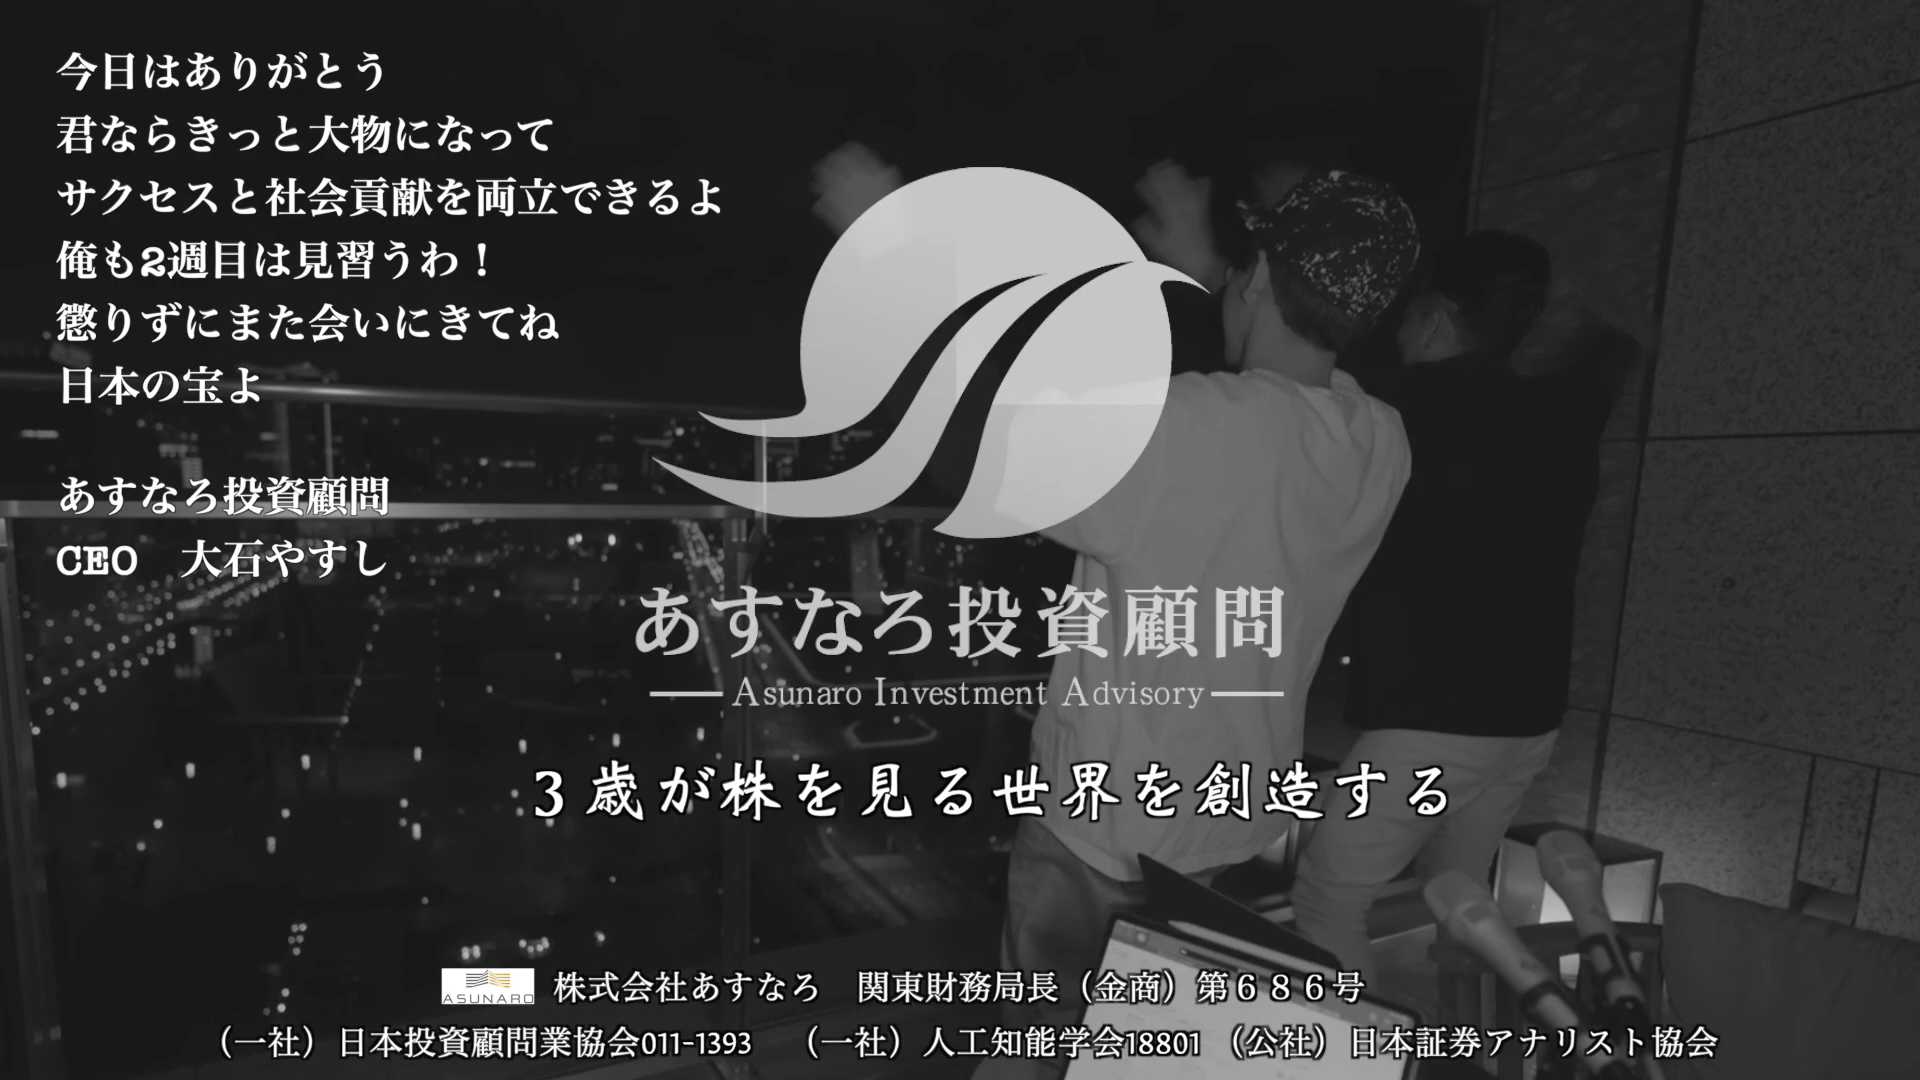 今日はありがとう
君ならきっと大物になって
サクセスと社会貢献を両立できるよ
俺も2週目は見習うわ！
懲りずにまた会いにきてね
日本の宝よ
あすなろ投資顧問
CEO　大石やすし
あすなろ投資顧問
Asunaro Investment Advisory
３歳が株を見る世界を創造する
ASUNARO 株式会社あすなろ　関東財務局長（金商）第６８６号
（一社）日本投資顧問業協会011-1393　（一社）人工知能学会18801　（公社）日本証券アナリスト協会